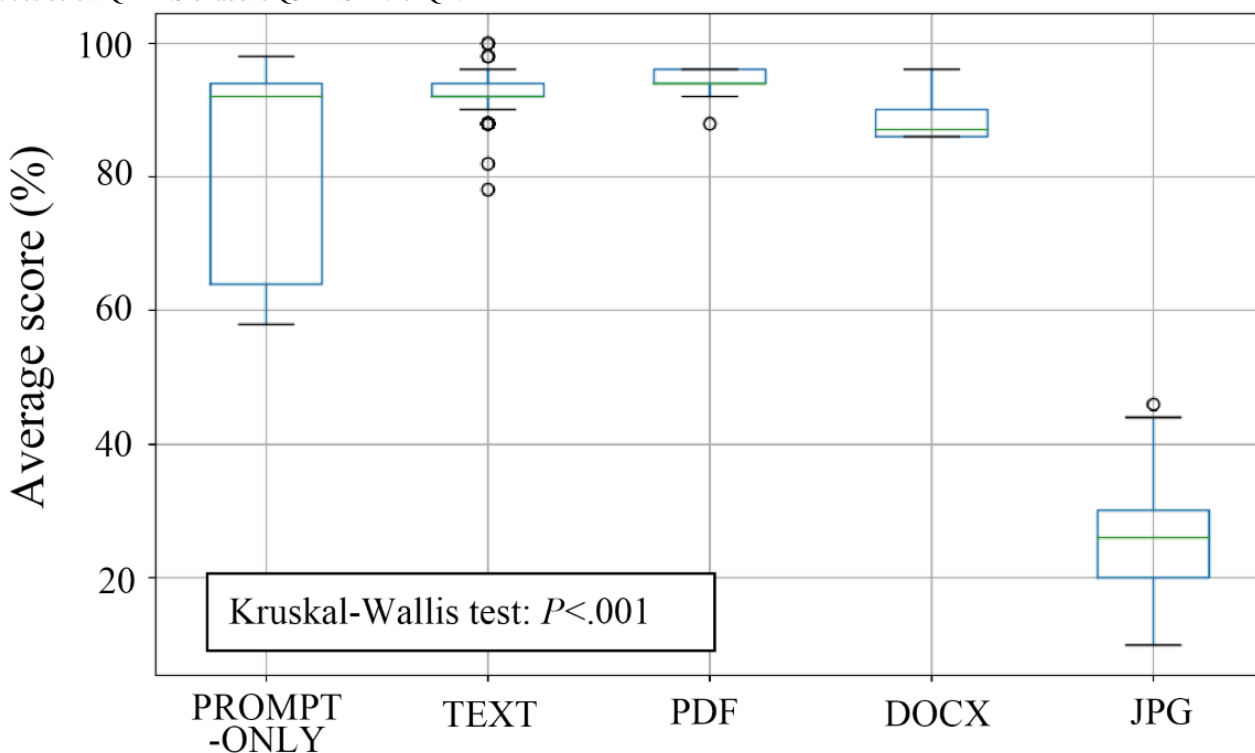 100
80
60
40
20
Average score (%)
Kruskal-Wallis test: P<.001
PROMPT
-ONLY
TEXT
PDF
DOCX
JPG